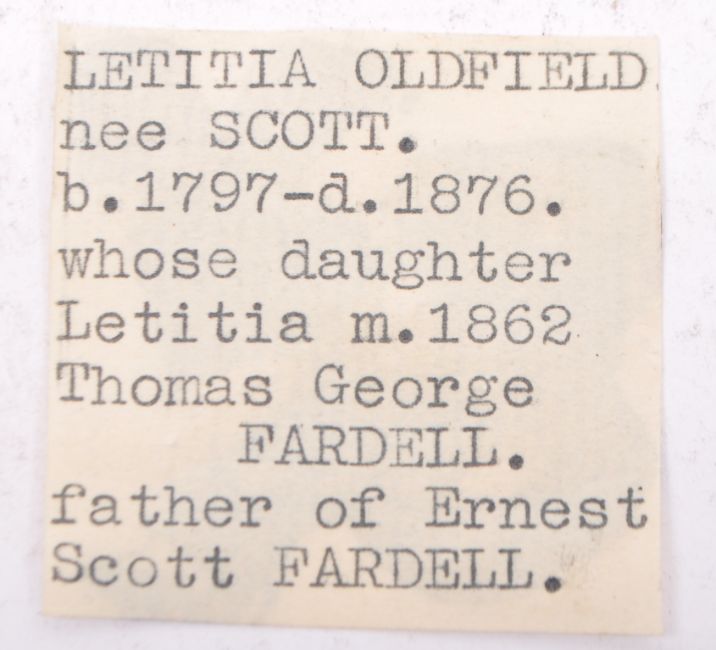 LETITIA OLDFIELD
nee SCOTT.
b.1797-d.1876.
whose daughter
Letitia m.1862
Thomas George
FARDELL.
father of Ernest
Scott FARDELL.